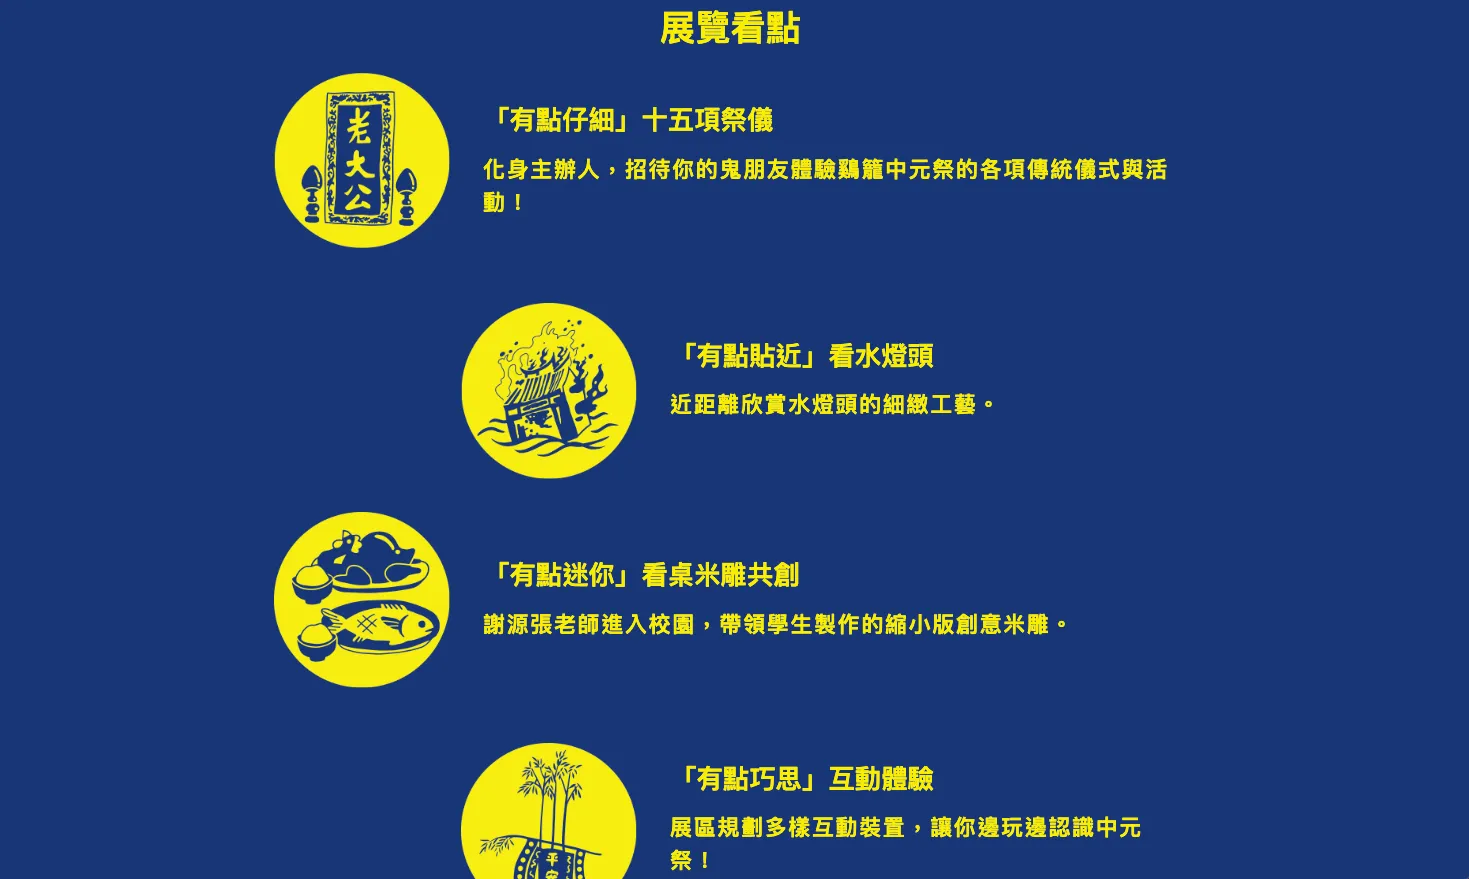 展覽看點
老大公
「有點仔細」十五項祭儀
化身主辦人，招待你的鬼朋友體驗鷄籠中元祭的各項傳統儀式與活
動！
「有點貼近」看水燈頭
近距離欣賞水燈頭的細緻工藝。
「有點迷你」看桌米雕共創
謝源張老師進入校園，帶領學生製作的縮小版創意米雕。
「有點巧思」互動體驗
展區規劃多樣互動裝置，讓你邊玩邊認識中元
祭！
平安